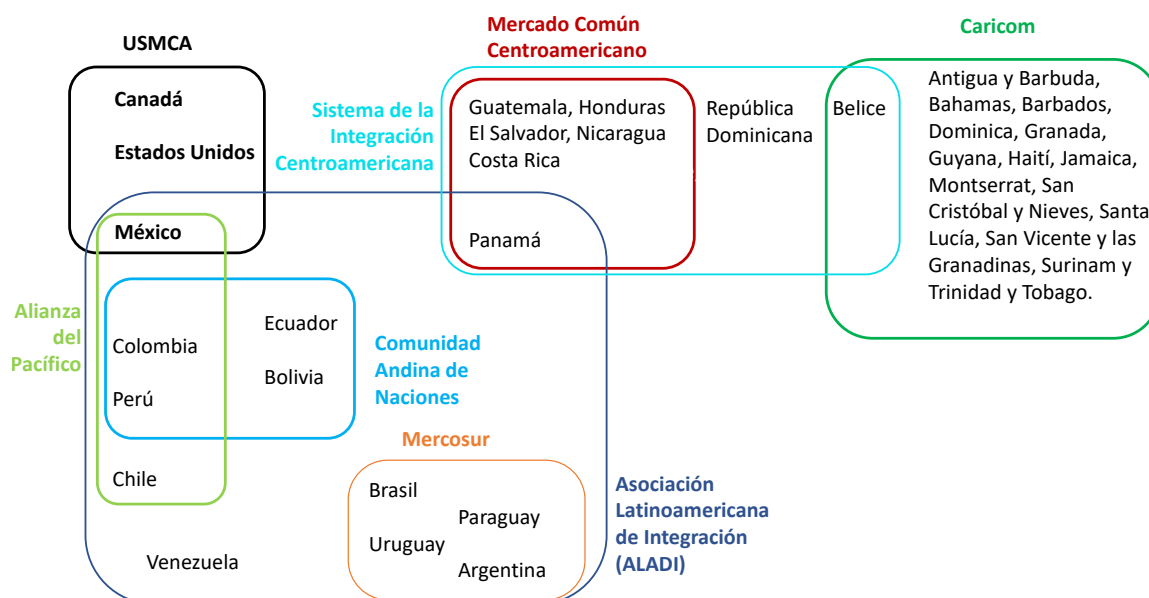 USMCA
Canadá
Estados Unidos
México
Mercado Común
Centroamericano
Caricom
Sistema de la
Integración
Centroamericana
Guatemala, Honduras
El Salvador, Nicaragua
Costa Rica
Panamá
República
Dominicana
Belice
Antigua y Barbuda,
Bahamas, Barbados,
Dominica, Granada,
Guyana, Haití, Jamaica,
Montserrat, San
Cristóbal y Nieves, Santa
Lucía, San Vicente y las
Granadinas, Surinam y
Trinidad y Tobago.
Alianza
del
Pacífico
Colombia
Perú
Chile
Ecuador
Bolivia
Comunidad
Andina de
Naciones
Mercosur
Brasil
Paraguay
Uruguay
Argentina
Venezuela
Asociación
Latinoamericana
de Integración
(ALADI)